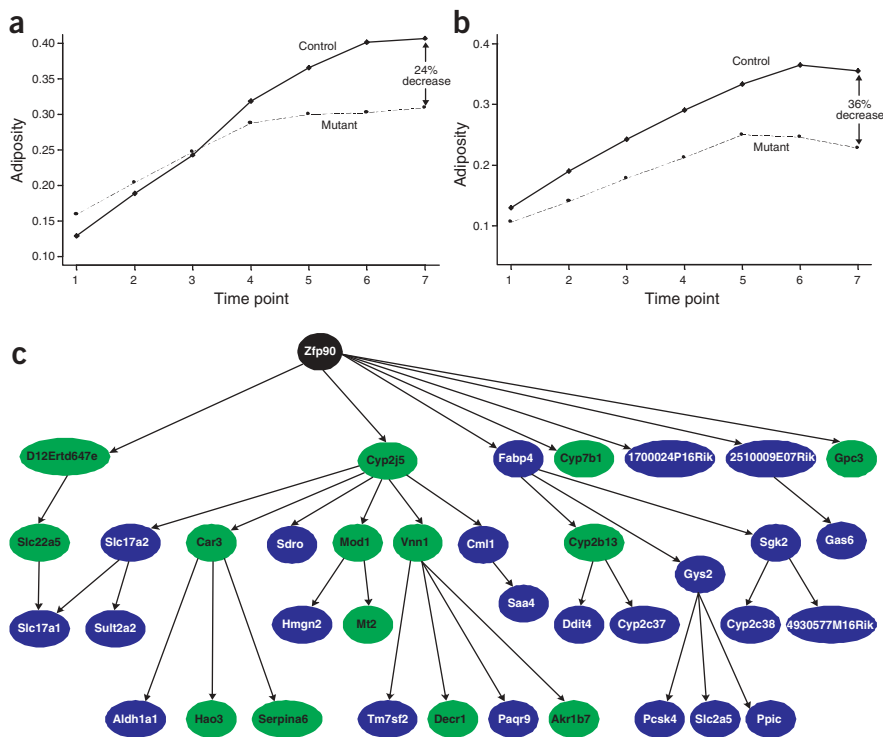 a
0.40
0.35
0.30
0.25
0.20
0.15
0.10
Adiposity
Control
Mutant
24%
decrease
1 2 3 4 5 6 7
Time point
b
0.4
0.3
0.2
0.1
Adiposity
Control
Mutant
36%
decrease
1 2 3 4 5 6 7
Time point
c
Zfp90
D12Ertd647e Cyp2j5 Fabp4 Cyp7b1 1700024P16Rik 2510009E07Rik Gpc3
Slc22a5 Slc17a2 Car3 Sdro Mod1 Vnn1 Cml1 Cyp2b13 Sgk2 Gas6
Gys2
Saa4
Slc17a1 Sult2a2 Hmgn2 Mt2 Ddit4 Cyp2c37 Cyp2c38 4930577M16Rik
Aldh1a1 Hao3 Serpina6 Tm7sf2 Decr1 Paqr9 Akr1b7 Pcsk4 Slc2a5 Ppic